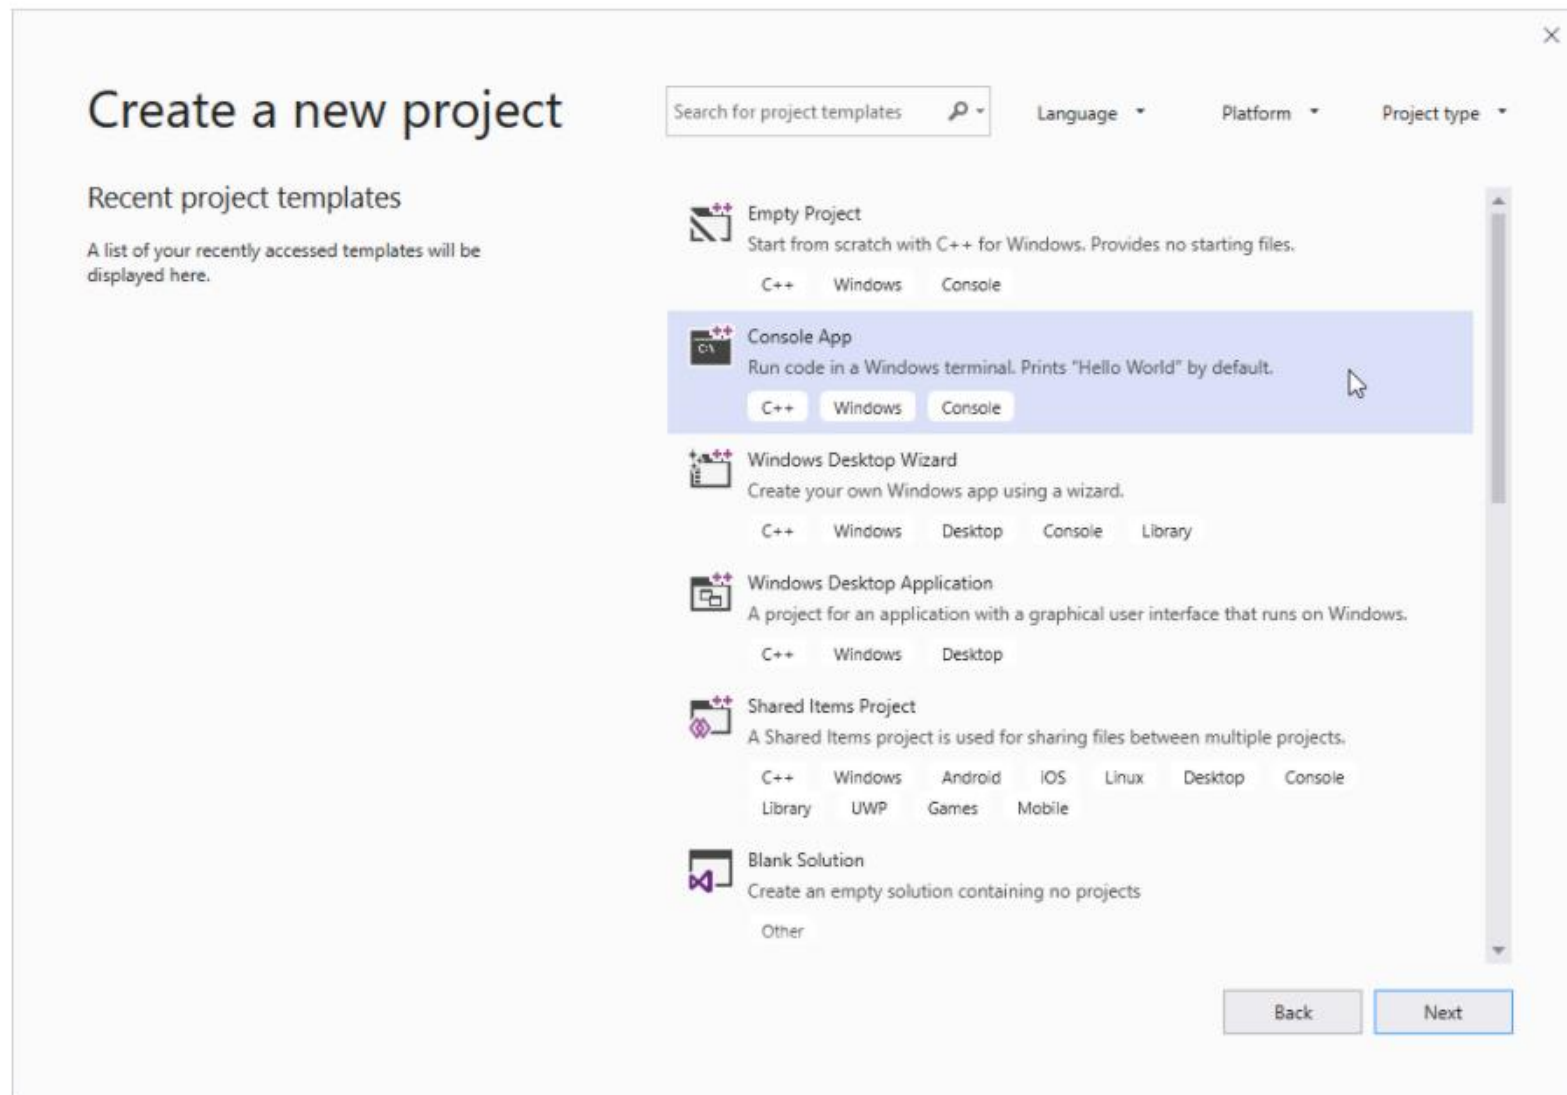 Create a new project
Search for project templates
Language
Platform
Project type
Recent project templates
A list of your recently accessed templates will be
displayed here.
Empty Project
Start from scratch with C++ for Windows. Provides no starting files.
C++ Windows Console
Console App
Run code in a Windows terminal. Prints "Hello World" by default.
C++ Windows Console
Windows Desktop Wizard
Create your own Windows app using a wizard.
C++ Windows Desktop Console Library
Windows Desktop Application
A project for an application with a graphical user interface that runs on Windows.
C++ Windows Desktop
Shared Items Project
A Shared Items project is used for sharing files between multiple projects.
C++ Windows Android iOS Linux Desktop Console
Library UWP Games Mobile
Blank Solution
Create an empty solution containing no projects
Other
Back Next